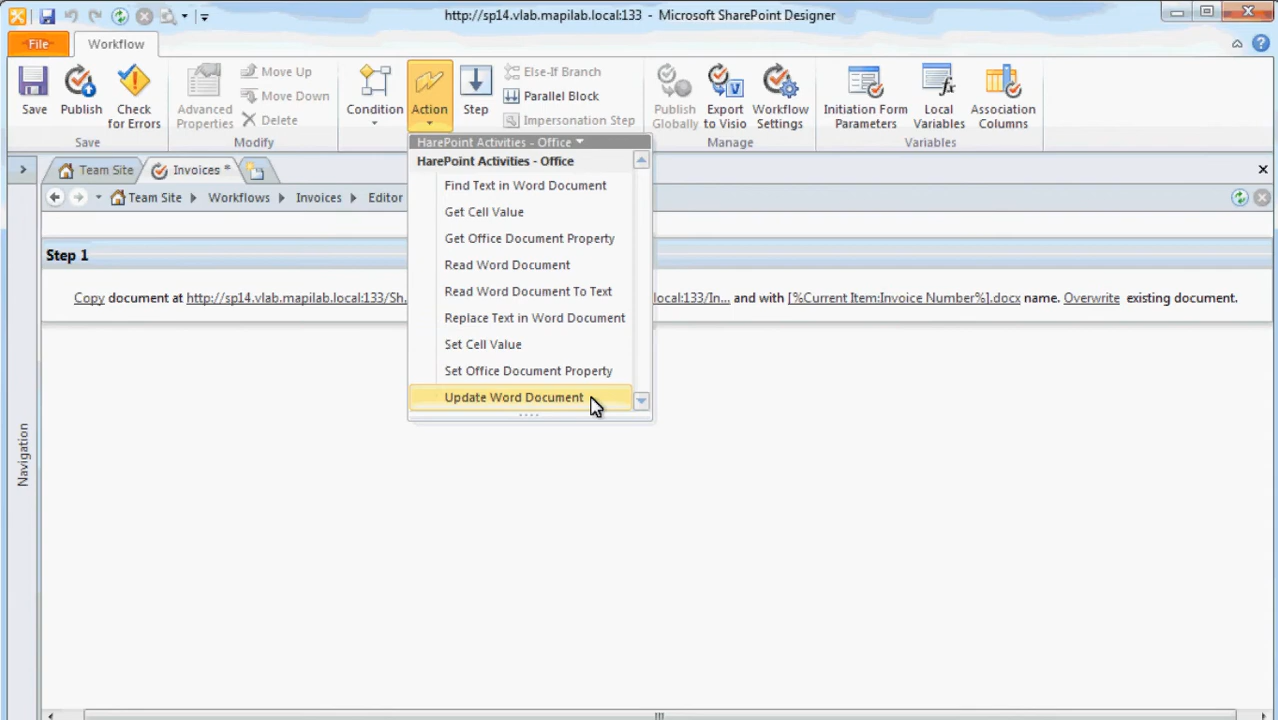 http://sp14.vlab.mapilab.local:133 - Microsoft SharePoint Designer
File Workflow
Save Publish Check for Errors
Advanced Properties Move Up Move Down Delete
Condition Action Step Else-If Branch Parallel Block Impersonation Step
Publish Globally Export to Visio Workflow Settings
Initiation Form Parameters Local Variables Association Columns
Save Modify Manage Variables
HarePoint Activities - Office
HarePoint Activities - Office
Find Text in Word Document
Get Cell Value
Get Office Document Property
Read Word Document
Read Word Document To Text
Replace Text in Word Document
Set Cell Value
Set Office Document Property
Update Word Document
Team Site Invoices *
Team Site Workflows Invoices Editor
Step 1
Copy document at http://sp14.vlab.mapilab.local:133/Sh. local:133/In... and with [%Current Item:Invoice Number%].docx name. Overwrite existing document.
Navigation